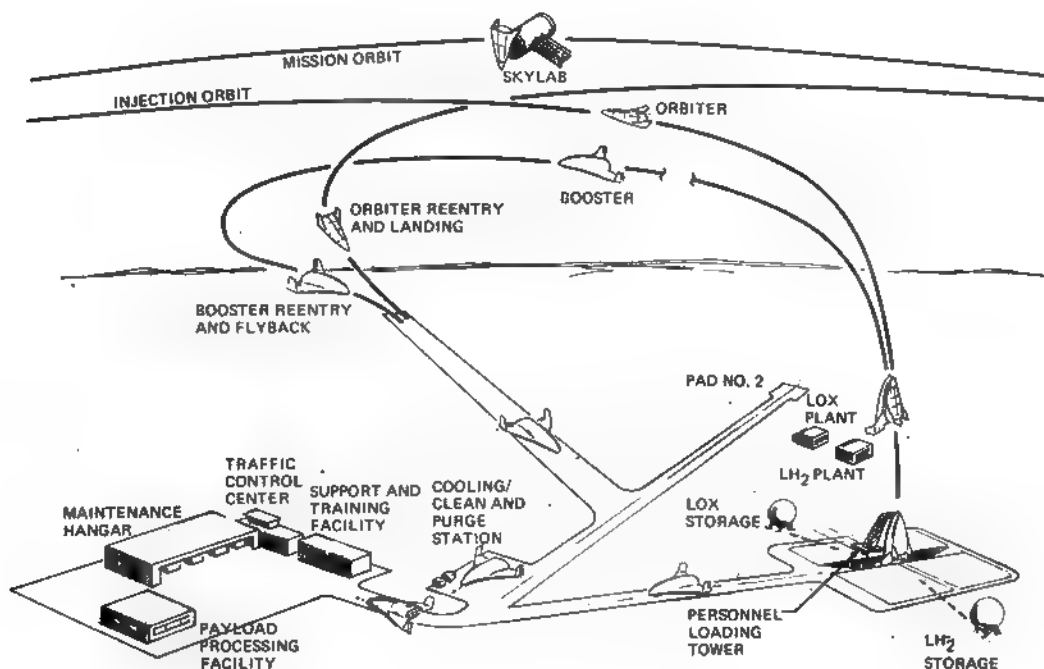 MISSION ORBIT
SKYLAB
INJECTION ORBIT
ORBITER
BOOSTER
ORBITER REENTRY
AND LANDING
BOOSTER REENTRY
AND FLYBACK
PAD NO. 2
LOX
PLANT
LH2 PLANT
TRAFFIC
CONTROL
CENTER
SUPPORT AND
TRAINING
FACILITY
COOLING/
CLEAN AND
PURGE
STATION
MAINTENANCE
HANGAR
LOX
STORAGE
PAYLOAD
PROCESSING
FACILITY
PERSONNEL
LOADING
TOWER
LH2
STORAGE